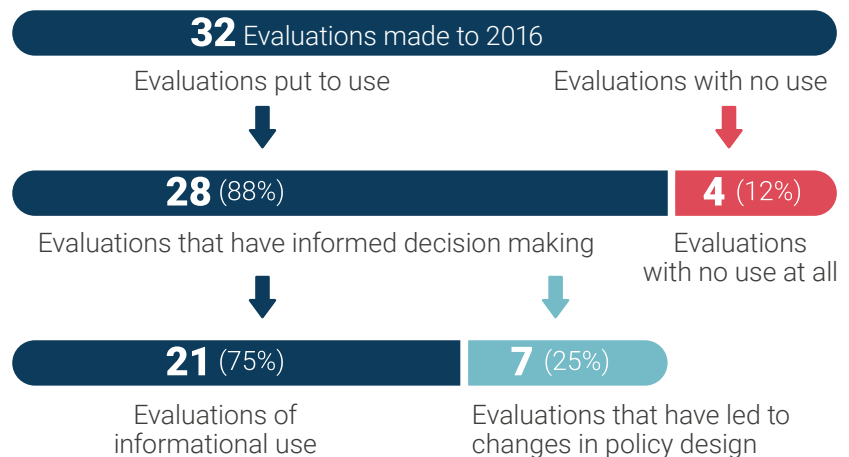 32 Evaluations made to 2016
Evaluations put to use
Evaluations with no use
28 (88%)
4 (12%)
Evaluations that have informed decision making
Evaluations
with no use at all
21 (75%)
7 (25%)
Evaluations of
informational use
Evaluations that have led to
changes in policy design